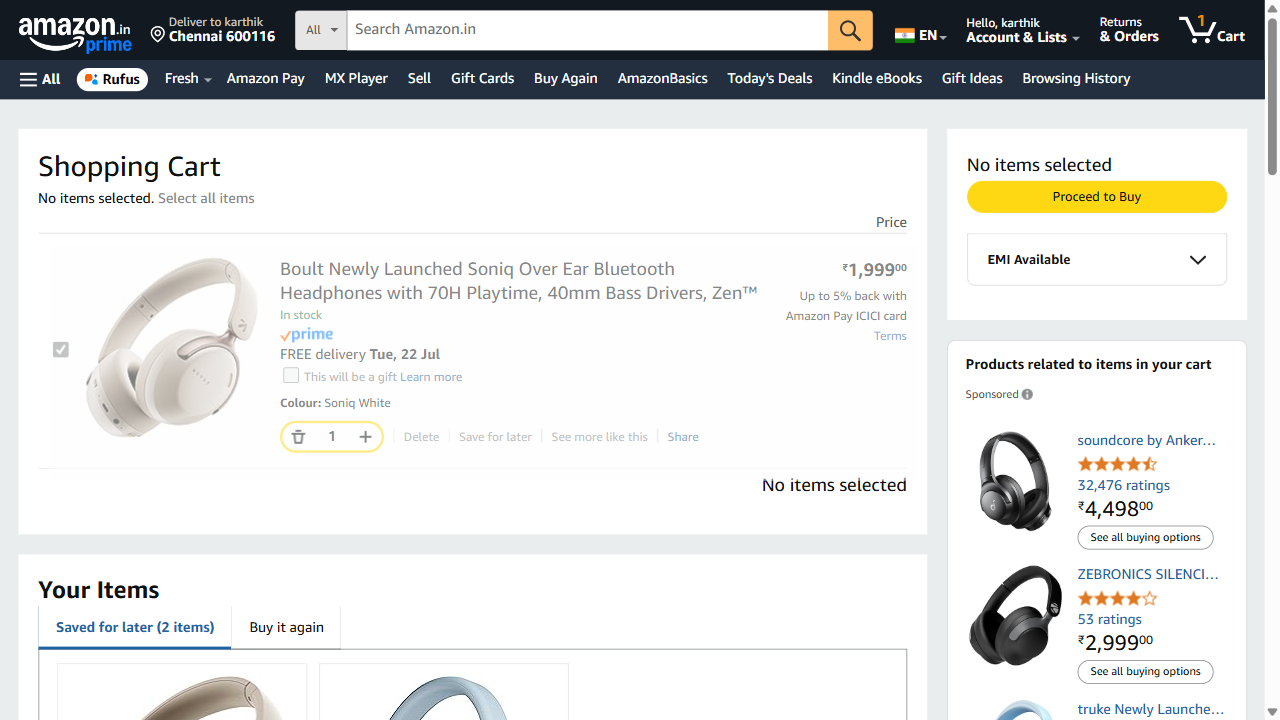 amazon.in
prime
Deliver to karthik
Chennai 600116
All
Search Amazon.in
EN
Hello, karthik
Account & Lists
Returns
& Orders
1
Cart
All
Rufus
Fresh
Amazon Pay
MX Player
Sell
Gift Cards
Buy Again
AmazonBasics
Today's Deals
Kindle eBooks
Gift Ideas
Browsing History
Shopping Cart
No items selected. Select all items
Price
Boult Newly Launched Soniq Over Ear Bluetooth
Headphones with 70H Playtime, 40mm Bass Drivers, Zen™
In stock
prime
FREE delivery Tue, 22 Jul
This will be a gift Learn more
Colour: Soniq White
1
Delete
Save for later
See more like this
Share
₹1,99900
Up to 5% back with
Amazon Pay ICICI card
Terms
No items selected
Your Items
Saved for later (2 items)
Buy it again
No items selected
Proceed to Buy
EMI Available
Products related to items in your cart
Sponsored
soundcore by Anker…
32,476 ratings
₹4,49800
See all buying options
ZEBRONICS SILENCI…
53 ratings
₹2,99900
See all buying options
truke Newly Launche…